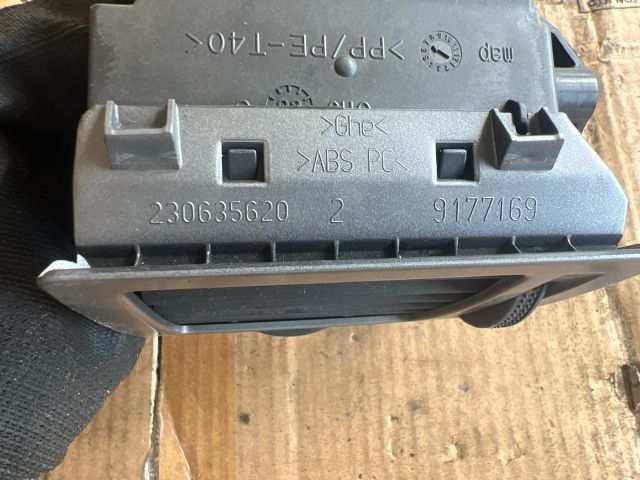 >PP/PE-T40<
map
>Ghe<
>ABS PC<
230635620 2 9177169